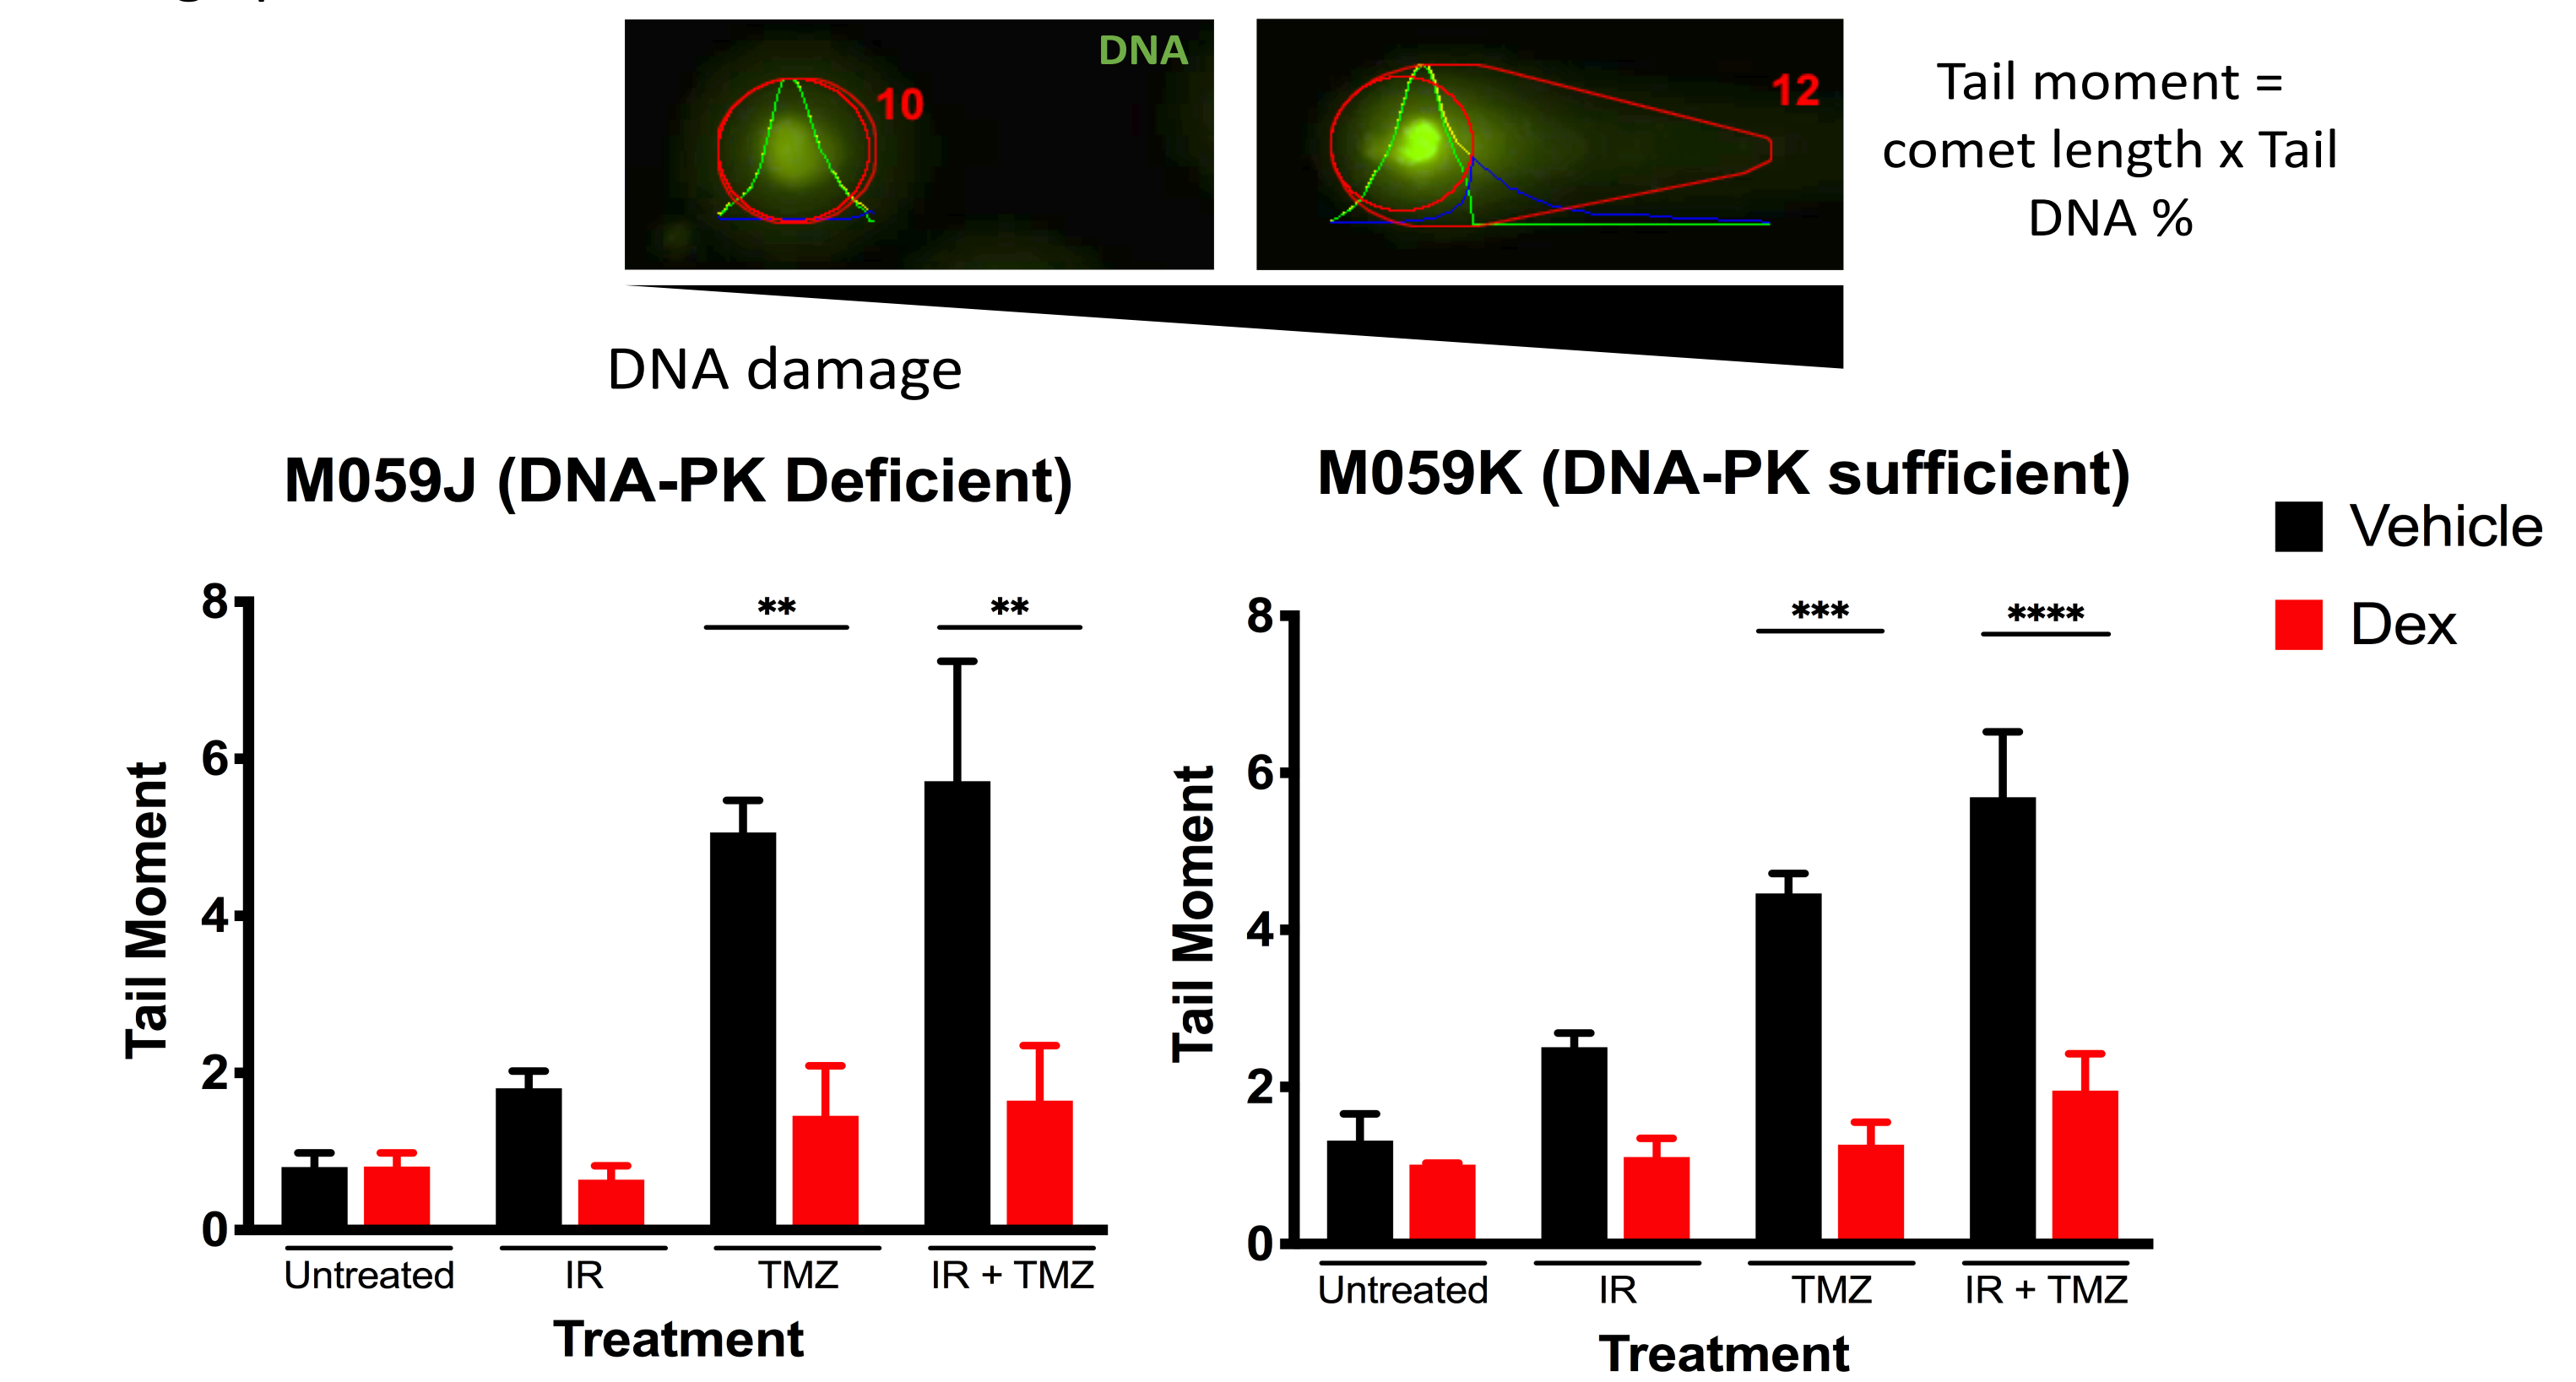 DNA
10
12
Tail moment =
comet length x Tail
DNA %
DNA damage
M059J (DNA-PK Deficient)
8
6
4
2
0
Tail Moment
**
**
Untreated
IR
TMZ
IR + TMZ
Treatment
M059K (DNA-PK sufficient)
8
6
4
2
0
Tail Moment
***
****
Untreated
IR
TMZ
IR + TMZ
Treatment
Vehicle
Dex